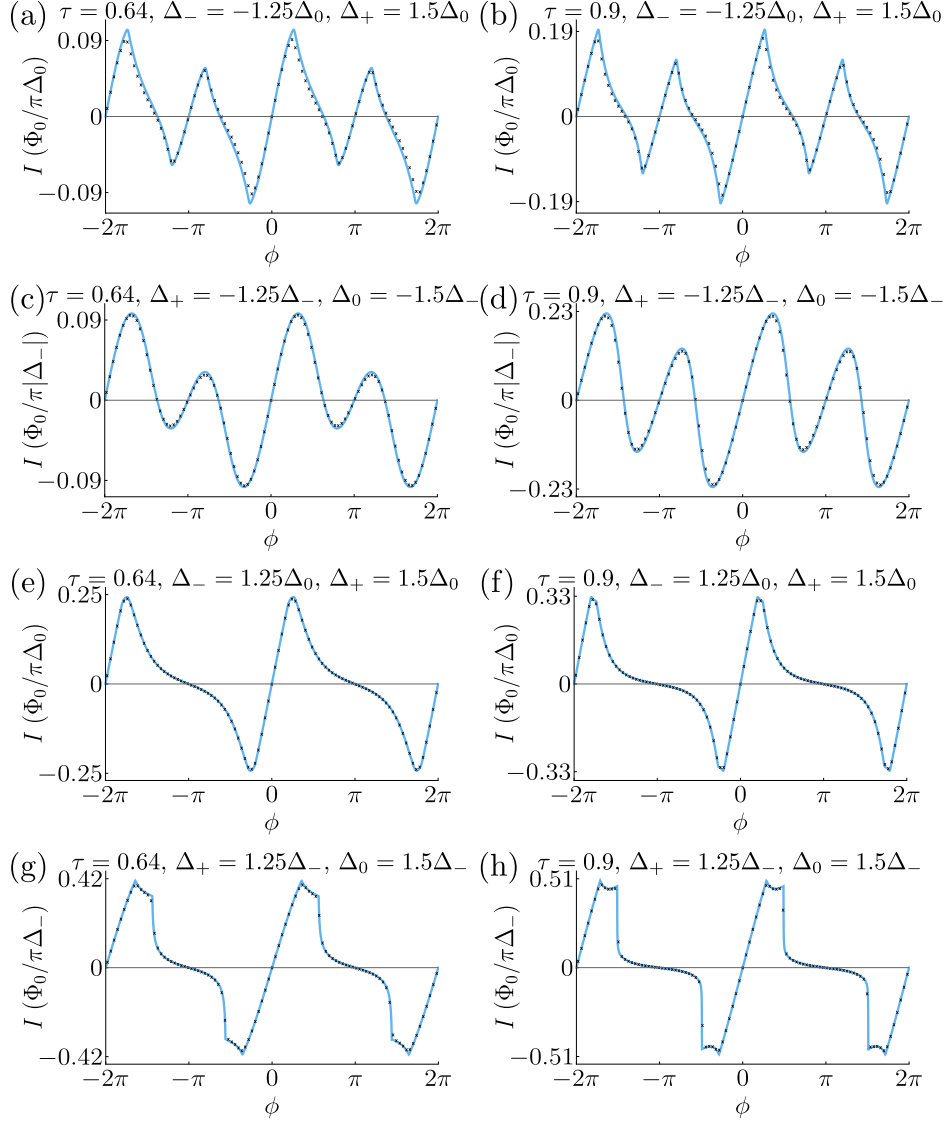 (a) τ = 0.64, Δ₋ = −1.25Δ₀, Δ₊ = 1.5Δ₀
I (Φ₀/πΔ₀)
0.09
0
−0.09
−2π −π 0 π 2π
ϕ
(b) τ = 0.9, Δ₋ = −1.25Δ₀, Δ₊ = 1.5Δ₀
I (Φ₀/πΔ₀)
0.19
0
−0.19
−2π −π 0 π 2π
ϕ
(c) τ = 0.64, Δ₊ = −1.25Δ₋, Δ₀ = −1.5Δ₋
I (Φ₀/π|Δ₋|)
0.09
0
−0.09
−2π −π 0 π 2π
ϕ
(d) τ = 0.9, Δ₊ = −1.25Δ₋, Δ₀ = −1.5Δ₋
I (Φ₀/π|Δ₋|)
0.23
0
−0.23
−2π −π 0 π 2π
ϕ
(e) τ = 0.64, Δ₋ = 1.25Δ₀, Δ₊ = 1.5Δ₀
I (Φ₀/πΔ₀)
0.25
0
−0.25
−2π −π 0 π 2π
ϕ
(f) τ = 0.9, Δ₋ = 1.25Δ₀, Δ₊ = 1.5Δ₀
I (Φ₀/πΔ₀)
0.33
0
−0.33
−2π −π 0 π 2π
ϕ
(g) τ = 0.64, Δ₊ = 1.25Δ₋, Δ₀ = 1.5Δ₋
I (Φ₀/πΔ₋)
0.42
0
−0.42
−2π −π 0 π 2π
ϕ
(h) τ = 0.9, Δ₊ = 1.25Δ₋, Δ₀ = 1.5Δ₋
I (Φ₀/πΔ₋)
0.51
0
−0.51
−2π −π 0 π 2π
ϕ